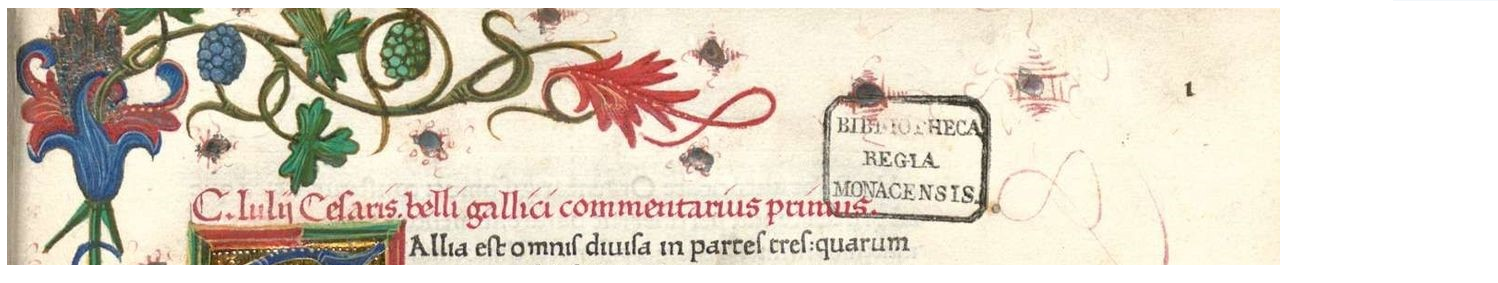 1
BIBLIOTHECA
REGIA
MONACENSIS.
C. Iulij Ceſaris. belli gallici commentarius primus.
Allia eſt omniſ diuiſa in parteſ treſ: quarum